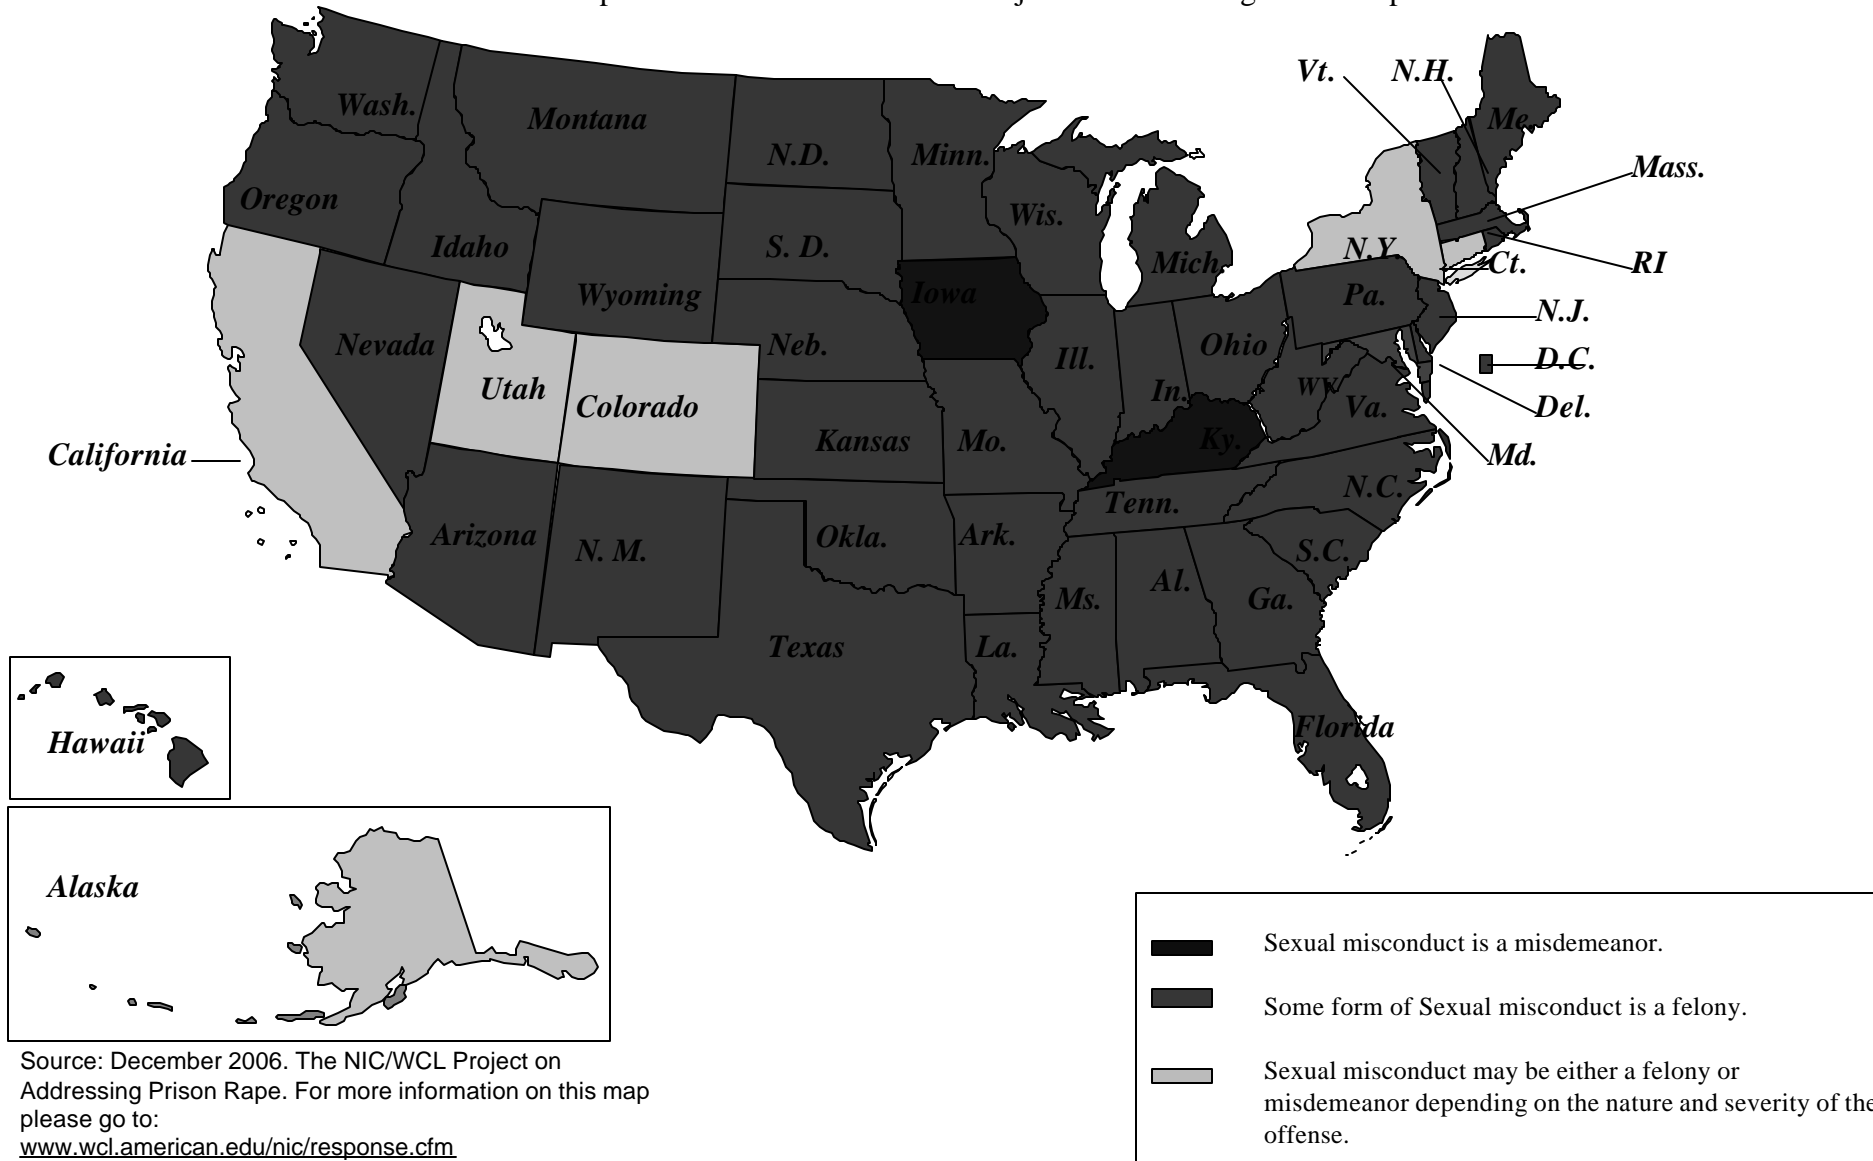 Vt.
N.H.
Wash.
Montana
Me.
N.D.
Minn.
Mass.
Oregon
Wis.
Idaho
S. D.
N.Y.
Mich.
Ct.
RI
Wyoming
Iowa
Pa.
N.J.
Nevada
Neb.
Ill.
Ohio
D.C.
Utah
Colorado
In.
WV
Va.
Del.
California
Kansas
Mo.
Ky.
Md.
N.C.
Tenn.
Arizona
N. M.
Okla.
Ark.
S.C.
Ms.
Al.
Ga.
Texas
La.
Hawaii
Florida
Alaska
Sexual misconduct is a misdemeanor.
Some form of Sexual misconduct is a felony.
Sexual misconduct may be either a felony or
misdemeanor depending on the nature and severity of the
offense.
Source: December 2006. The NIC/WCL Project on
Addressing Prison Rape. For more information on this map
please go to:
www.wcl.american.edu/nic/response.cfm